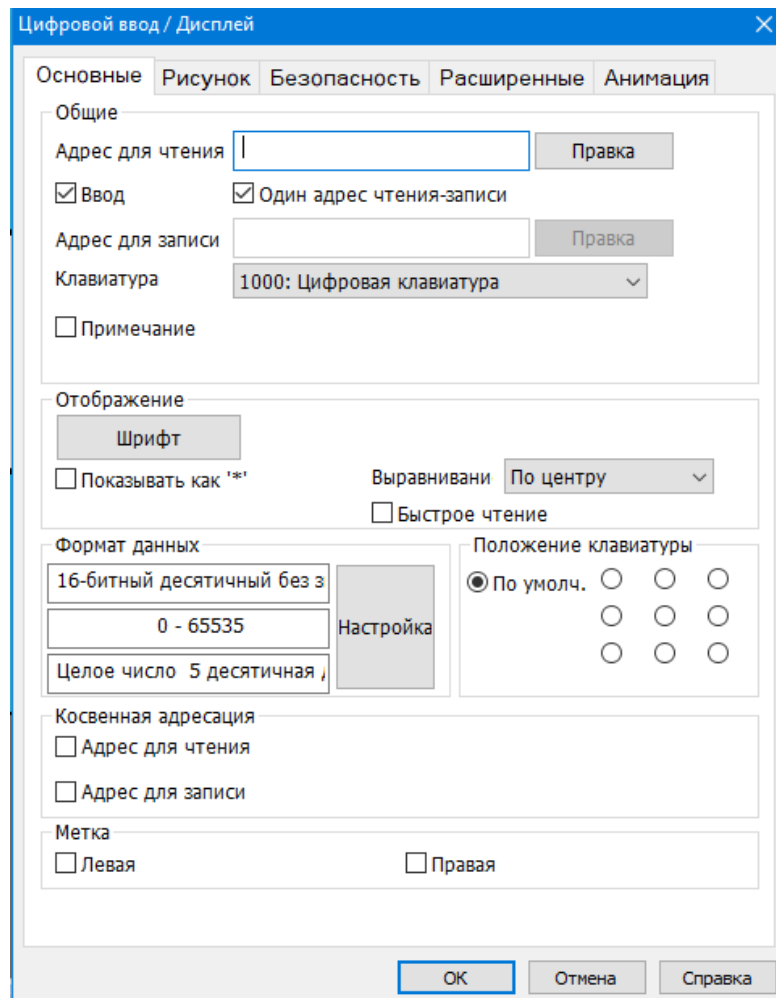 Цифровой ввод / Дисплей
Основные Рисунок Безопасность Расширенные Анимация
Общие
Адрес для чтения Правка
Ввод Один адрес чтения-записи
Адрес для записи Правка
Клавиатура 1000: Цифровая клавиатура
Примечание
Отображение
Шрифт
Показывать как '*' Выравнивани По центру
Быстрое чтение
Формат данных Положение клавиатуры
16-битный десятичный без з По умолч.
0 - 65535 Настройка
Целое число 5 десятичная
Косвенная адресация
Адрес для чтения
Адрес для записи
Метка
Левая Правая
OK Отмена Справка